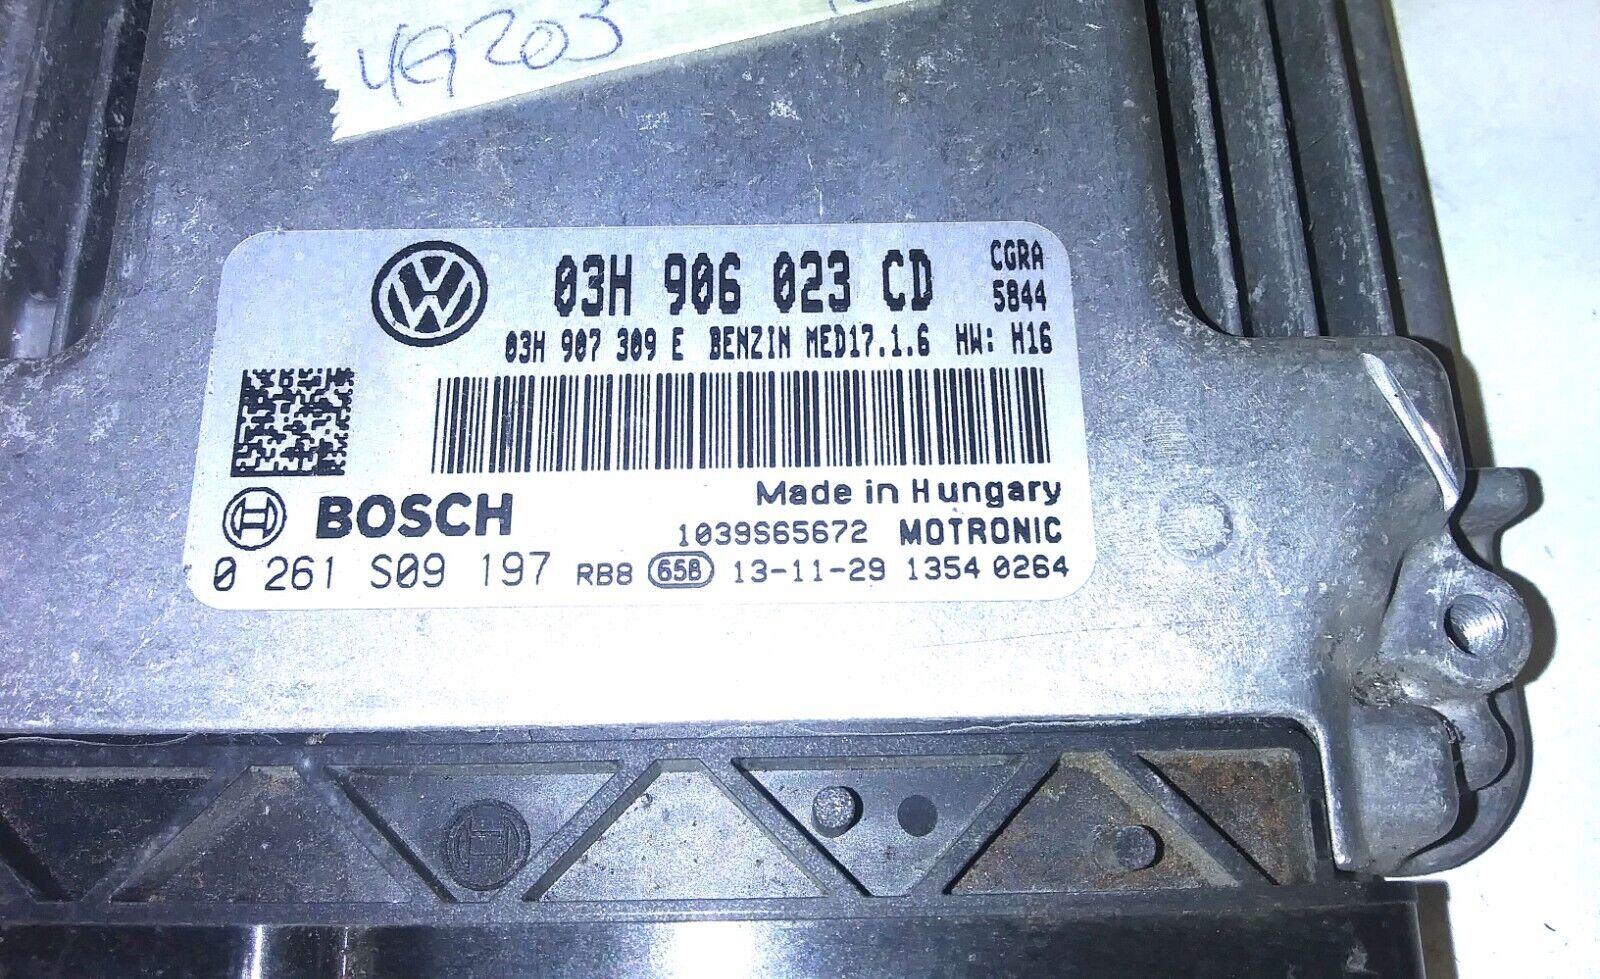 4G203
03H 906 023 CD
CGRA
5844
03H 907 309 E BENZIN MED17.1.6 HW: H16
Made in Hungary
BOSCH
1039S65672 MOTRONIC
0 261 S09 197 RB8 658 13-11-29 1354 0264